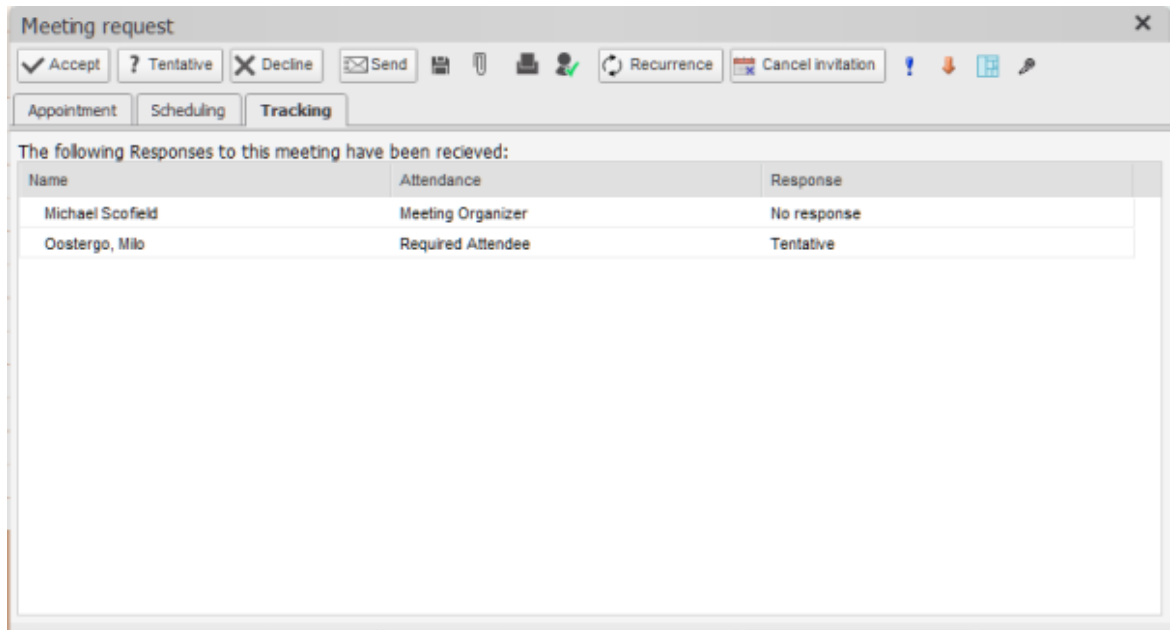 Meeting request
Accept ? Tentative Decline Send Recurrence Cancel invitation
Appointment Scheduling Tracking
The following Responses to this meeting have been recieved:
Name Attendance Response
Michael Scofield Meeting Organizer No response
Oostergo, Milo Required Attendee Tentative